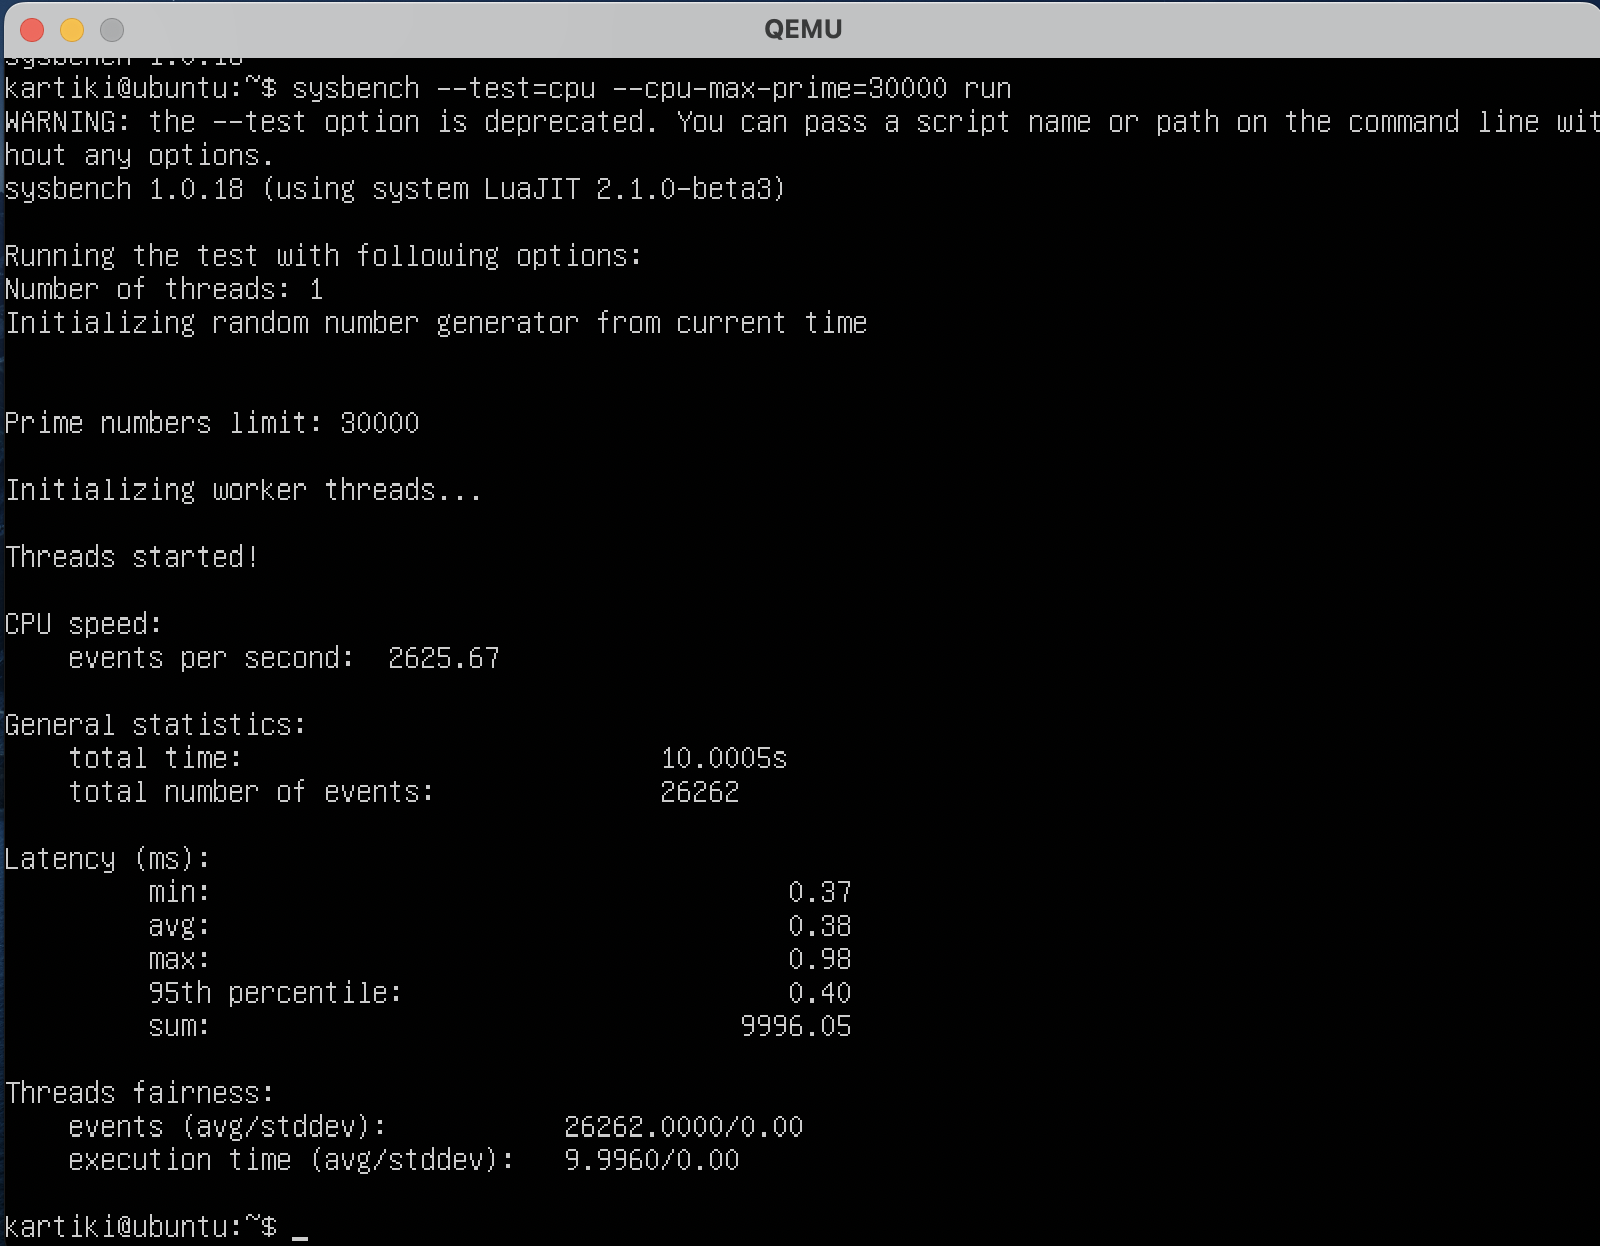 QEMU
sysbench 1.0.18
kartiki@ubuntu:~$ sysbench --test=cpu --cpu-max-prime=30000 run
WARNING: the --test option is deprecated. You can pass a script name or path on the command line wit
hout any options.
sysbench 1.0.18 (using system LuaJIT 2.1.0-beta3)
Running the test with following options:
Number of threads: 1
Initializing random number generator from current time
Prime numbers limit: 30000
Initializing worker threads...
Threads started!
CPU speed:
events per second: 2625.67
General statistics:
total time: 10.0005s
total number of events: 26262
Latency (ms):
min: 0.37
avg: 0.38
max: 0.98
95th percentile: 0.40
sum: 9996.05
Threads fairness:
events (avg/stddev): 26262.0000/0.00
execution time (avg/stddev): 9.9960/0.00
kartiki@ubuntu:~$ _